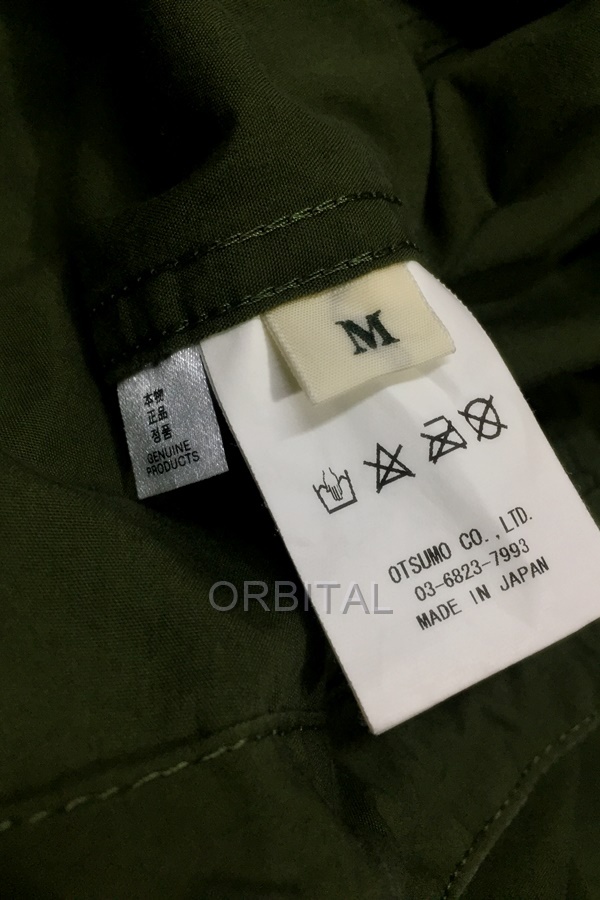 M
本物
正品
정품
GENUINE
PRODUCTS
OTSUMO CO.,LTD.
03-6823-7993
MADE IN JAPAN
ORBITAL